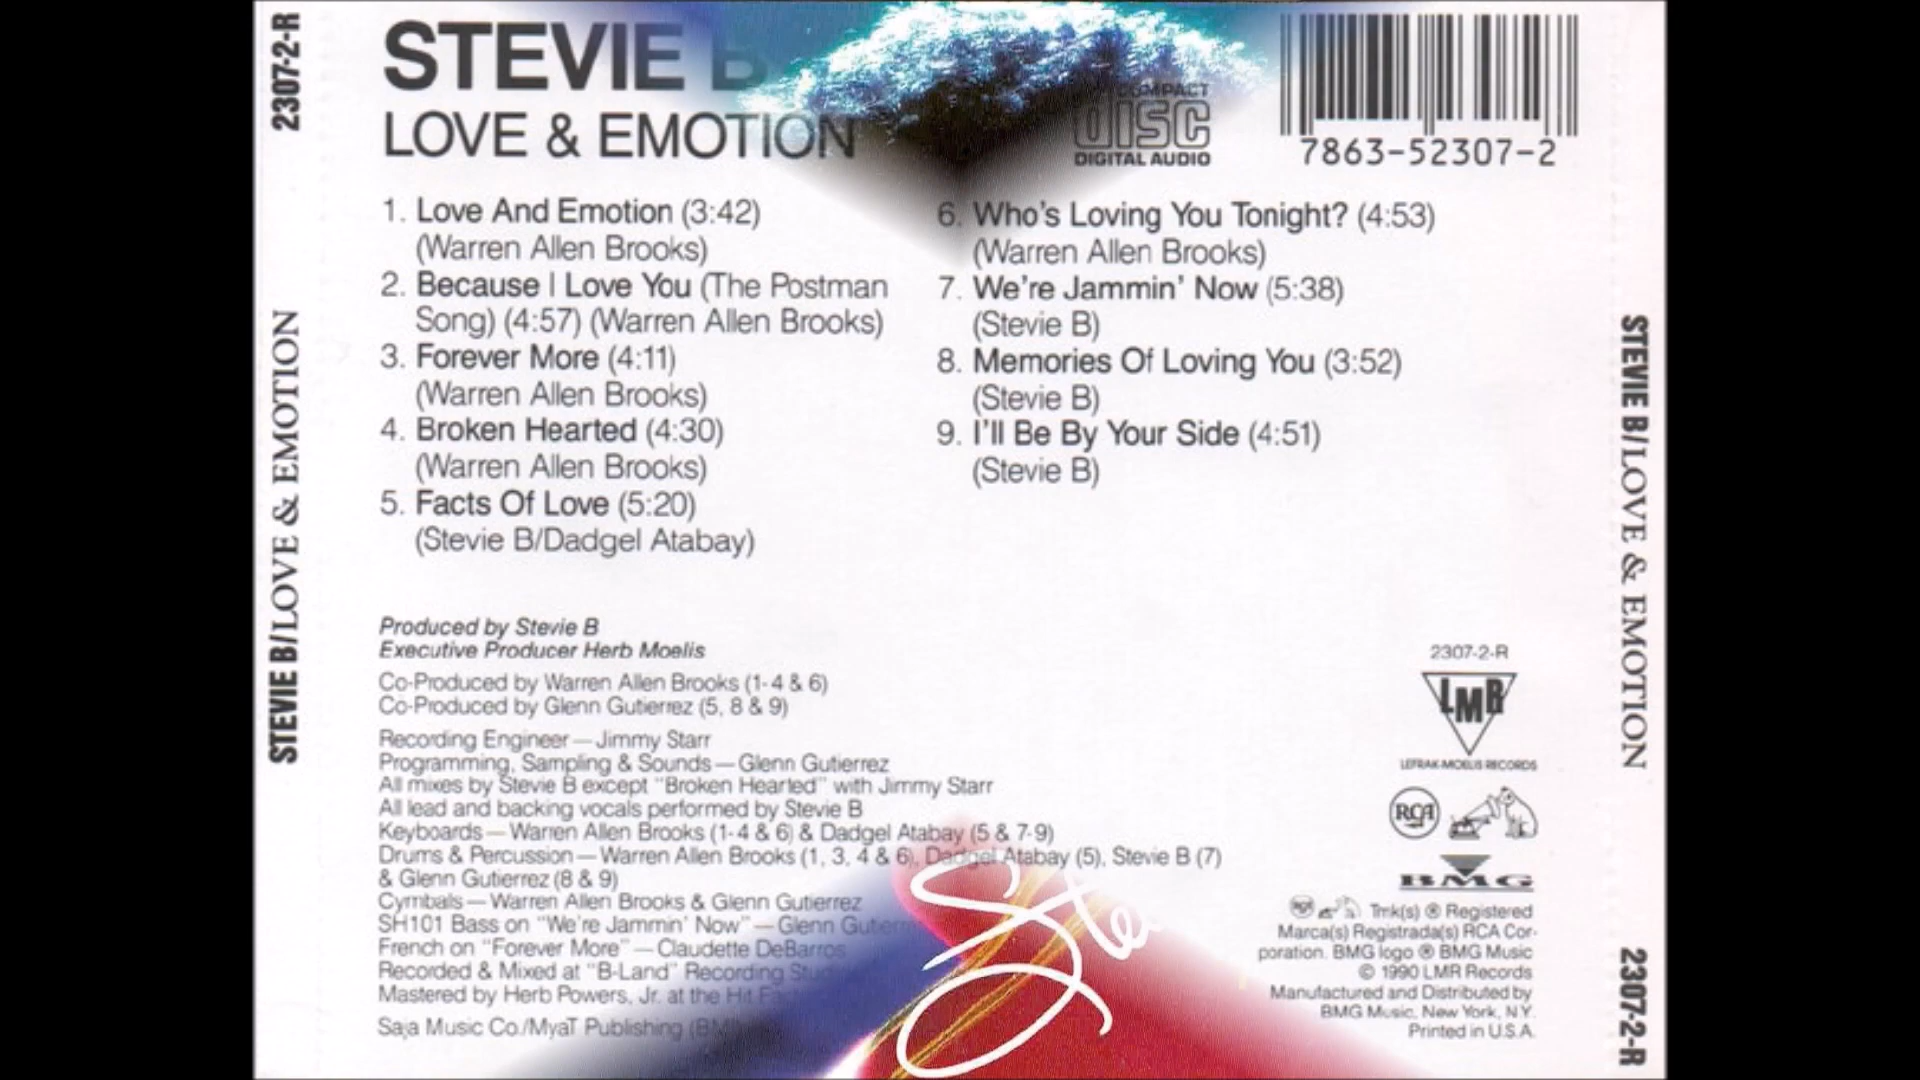 2307-2-R
STEVIE B/LOVE & EMOTION
STEVIE B
LOVE & EMOTION
COMPACT
disc
DIGITAL AUDIO
7863-52307-2
1. Love And Emotion (3:42)
(Warren Allen Brooks)
2. Because I Love You (The Postman
Song) (4:57) (Warren Allen Brooks)
3. Forever More (4:11)
(Warren Allen Brooks)
4. Broken Hearted (4:30)
(Warren Allen Brooks)
5. Facts Of Love (5:20)
(Stevie B/Dadgel Atabay)
6. Who's Loving You Tonight? (4:53)
(Warren Allen Brooks)
7. We're Jammin' Now (5:38)
(Stevie B)
8. Memories Of Loving You (3:52)
(Stevie B)
9. I'll Be By Your Side (4:51)
(Stevie B)
Produced by Stevie B
Executive Producer Herb Moelis
Co-Produced by Warren Allen Brooks (1-4 & 6)
Co-Produced by Glenn Gutierrez (5, 8 & 9)
Recording Engineer—Jimmy Starr
Programming, Sampling & Sounds—Glenn Gutierrez
All mixes by Stevie B except "Broken Hearted" with Jimmy Starr
All lead and backing vocals performed by Stevie B
Keyboards—Warren Allen Brooks (1-4 & 6) & Dadgel Atabay (5 & 7-9)
Drums & Percussion—Warren Allen Brooks (1, 3, 4 & 6), Dadgel Atabay (5), Stevie B (7)
& Glenn Gutierrez (8 & 9)
Cymbals—Warren Allen Brooks & Glenn Gutierrez
SH101 Bass on "We're Jammin' Now"—Glenn
French on "Forever More"—Claudette DeBarros
Recorded & Mixed at "B-Land" Recording
Mastered by Herb Powers, Jr. at the Hit
Saja Music Co./MyaT Publishing
Ste
2307-2-R
LMR
LEFRAK-MOELIS RECORDS
RCA
BMG
Tmk(s) ® Registered
Marca(s) Registrada(s) RCA Cor-
poration. BMG logo ® BMG Music
© 1990 LMR Records
Manufactured and Distributed by
BMG Music, New York, N.Y.
Printed in U.S.A.
STEVIE B/LOVE & EMOTION
2307-2-R